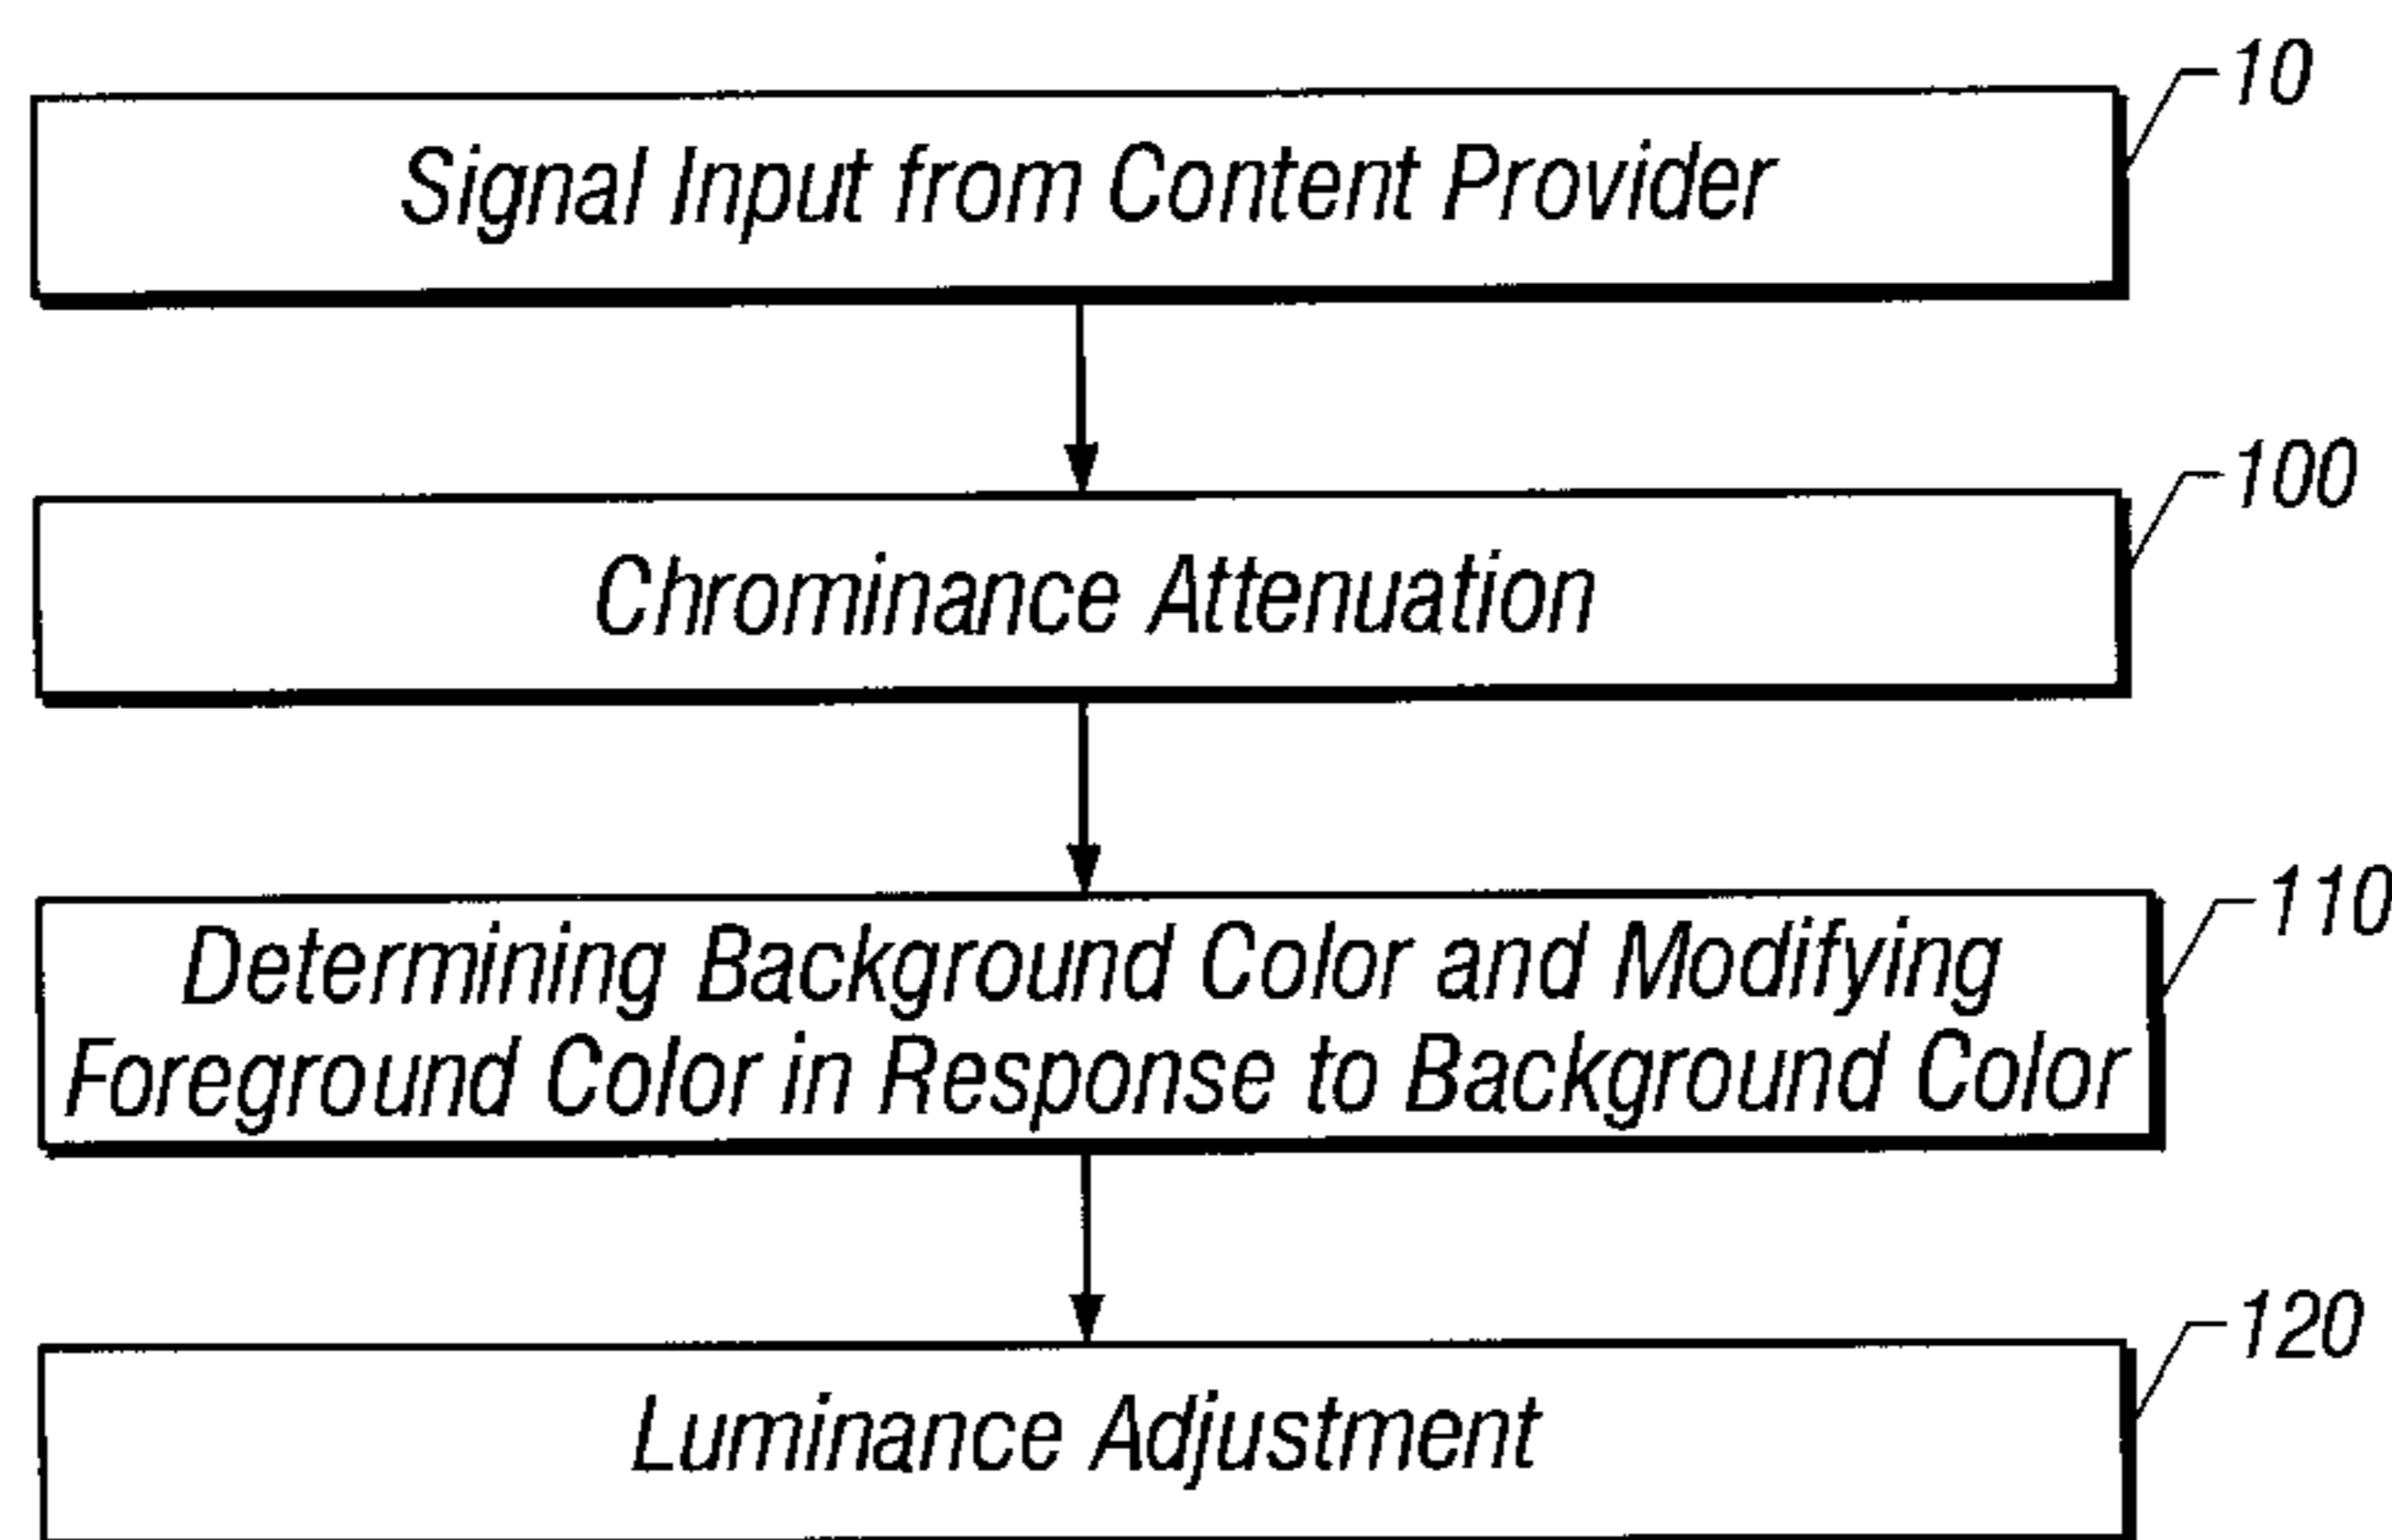 10
Signal Input from Content Provider
100
Chrominance Attenuation
110
Determining Background Color and Modifying
Foreground Color in Response to Background Color
120
Luminance Adjustment